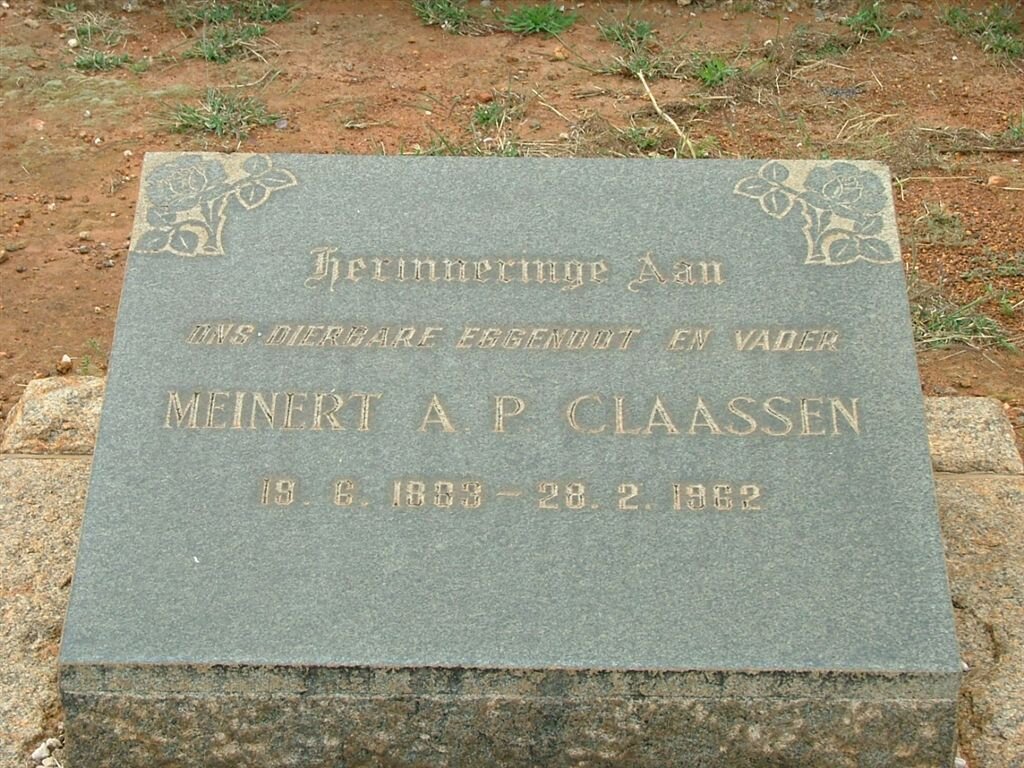 Herinneringe Aan
ONS DIERBARE EGGENOOT EN VADER
MEINERT A. P. CLAASSEN
19. 6. 1883 – 28. 2. 1962